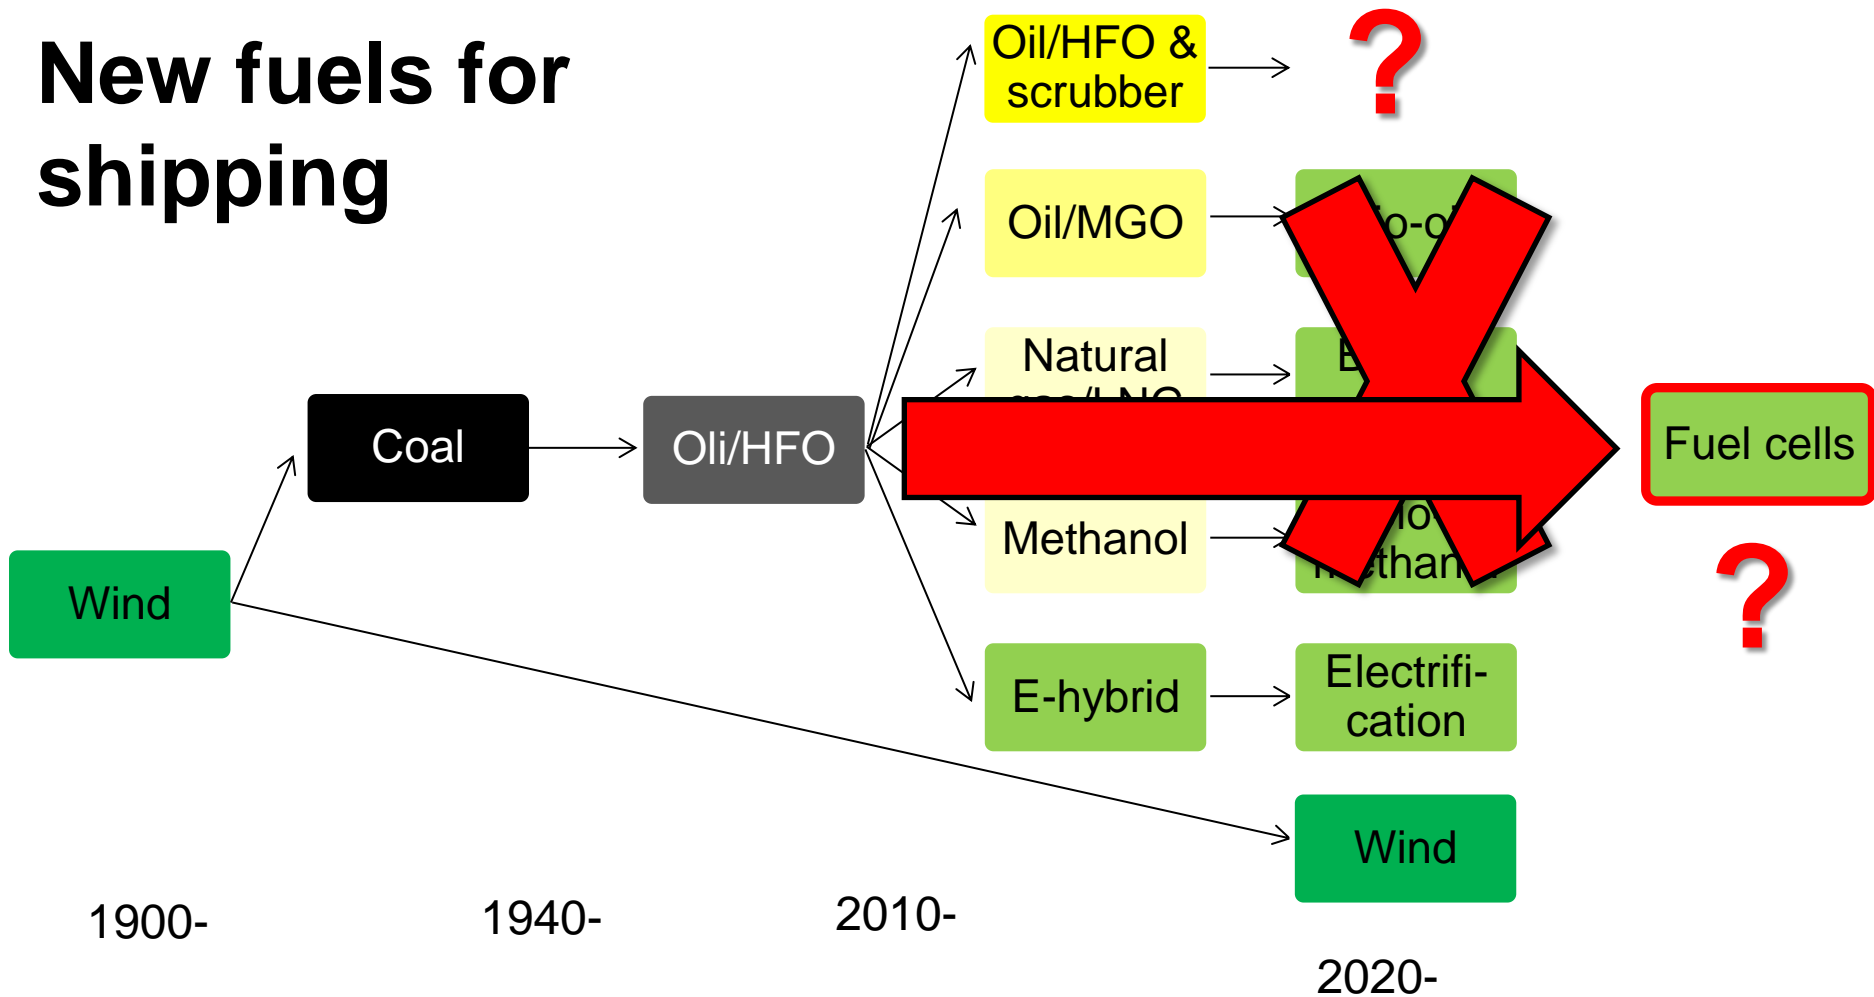 New fuels for
shipping
Oil/HFO &
scrubber
?
Oil/MGO
Natural
Methanol
E-hybrid
Electrifi-
cation
Coal
Oli/HFO
Fuel cells
?
Wind
Wind
1900-
1940-
2010-
2020-